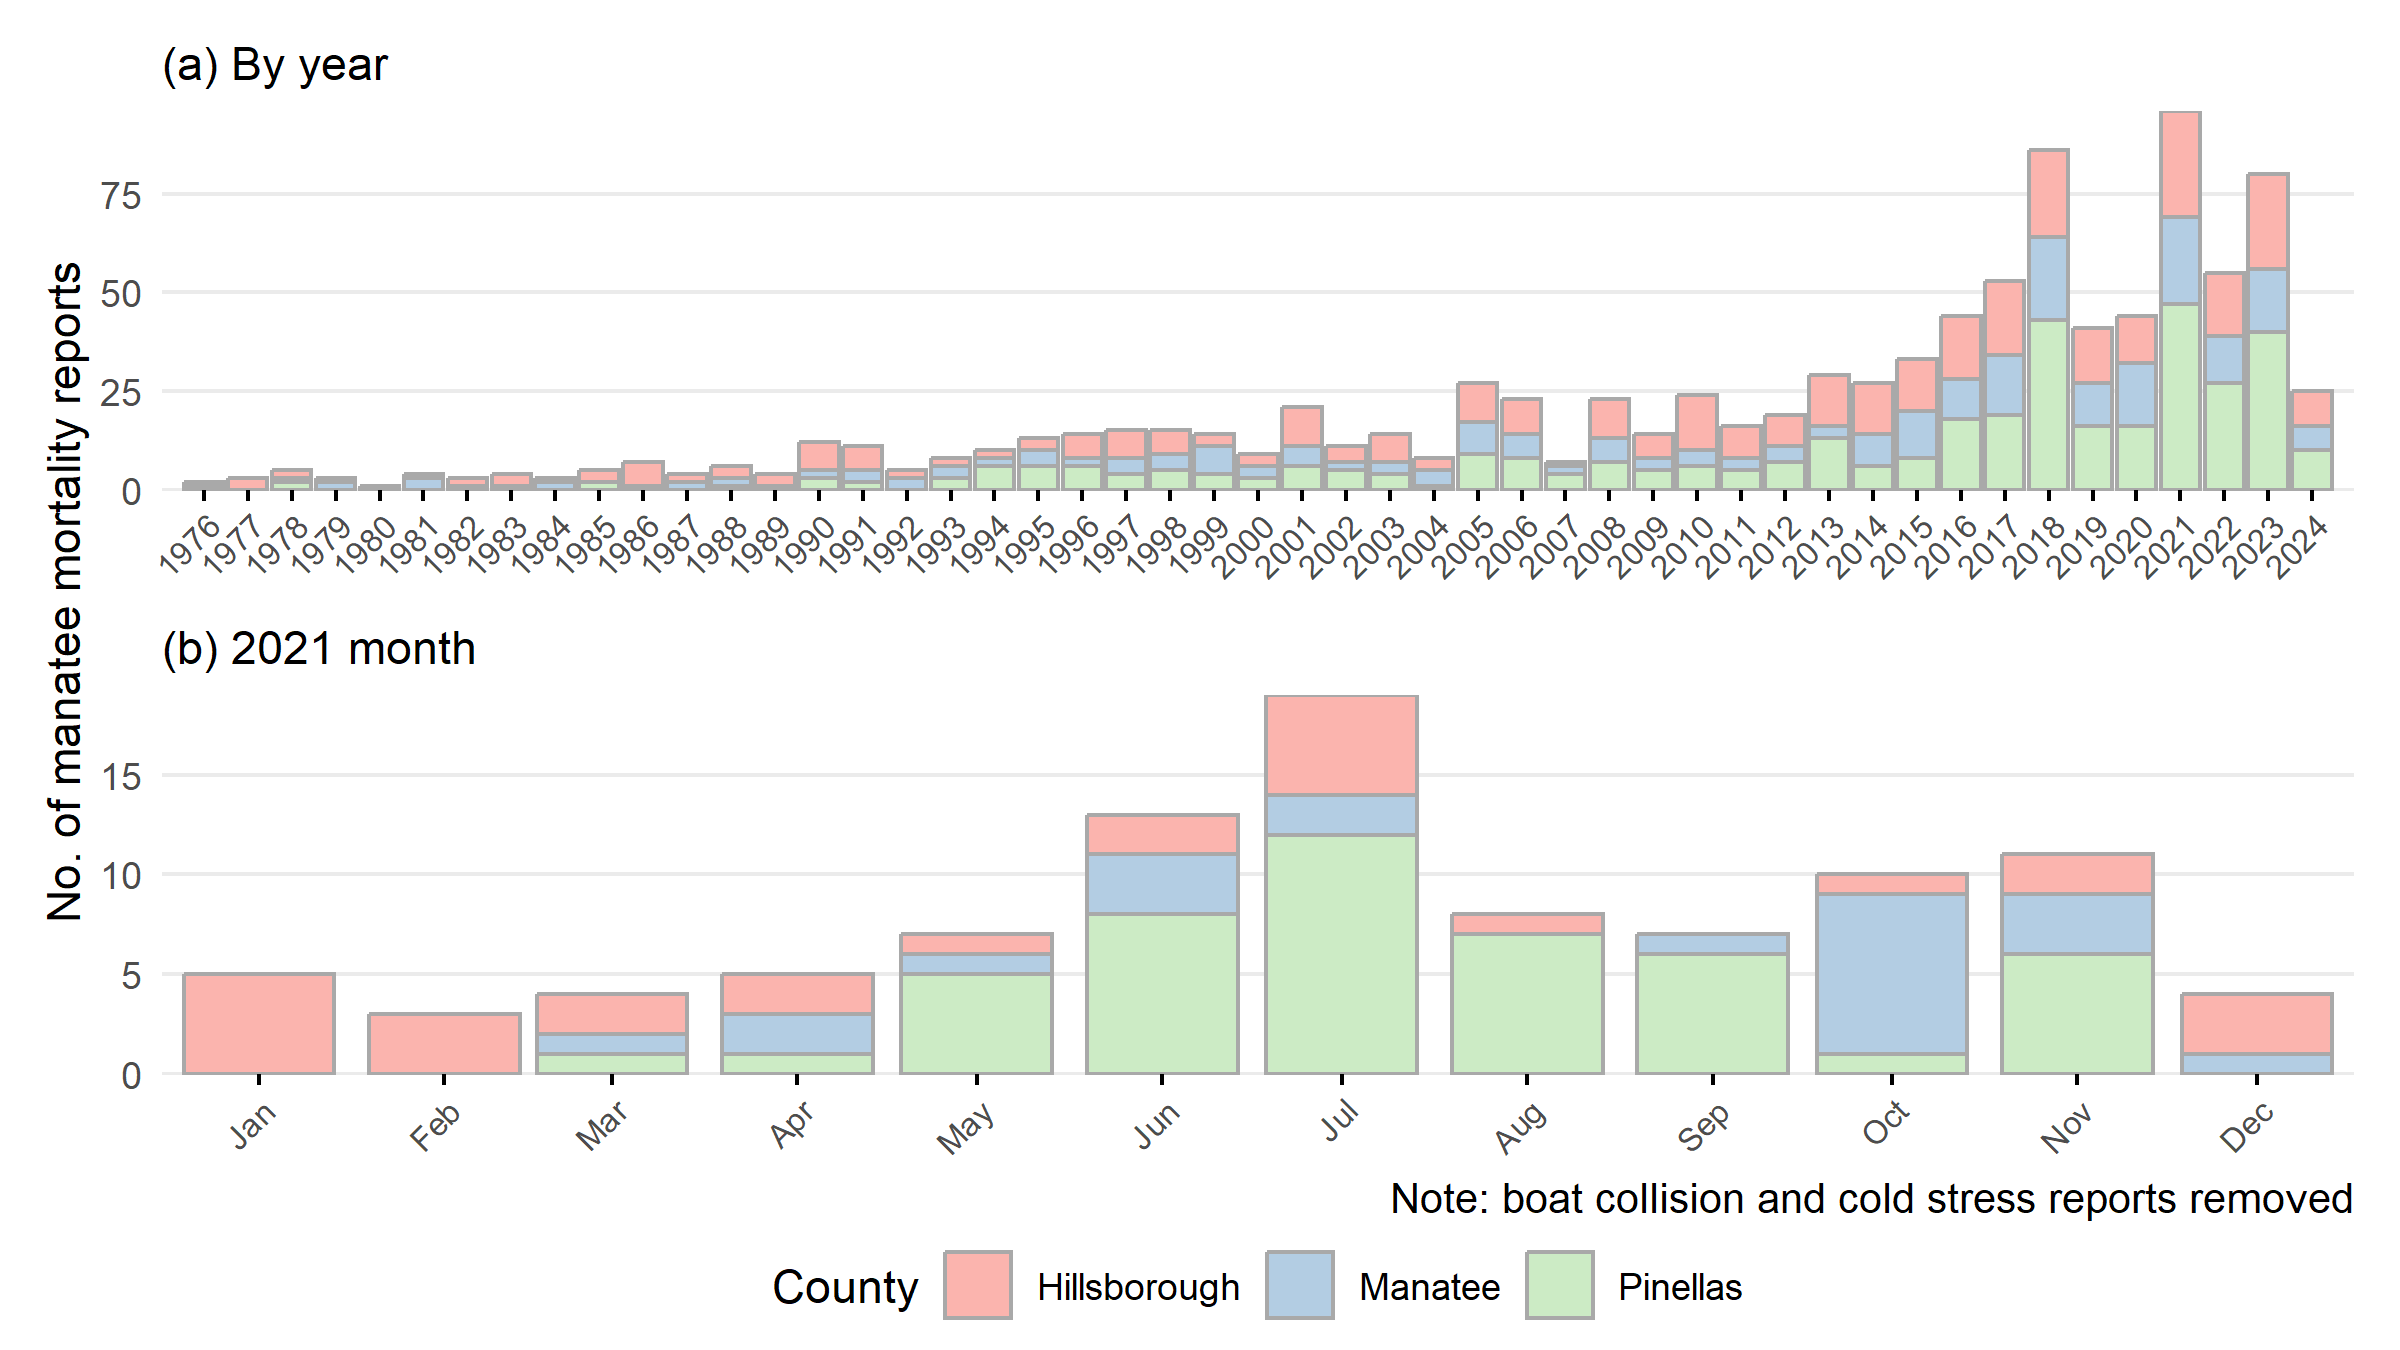 (a) By year
No. of manatee mortality reports
75
50
25
0
1976 1977 1978 1979 1980 1981 1982 1983 1984 1985 1986 1987 1988 1989 1990 1991 1992 1993 1994 1995 1996 1997 1998 1999 2000 2001 2002 2003 2004 2005 2006 2007 2008 2009 2010 2011 2012 2013 2014 2015 2016 2017 2018 2019 2020 2021 2022 2023 2024
(b) 2021 month
15
10
5
0
Jan Feb Mar Apr May Jun Jul Aug Sep Oct Nov Dec
Note: boat collision and cold stress reports removed
County Hillsborough Manatee Pinellas